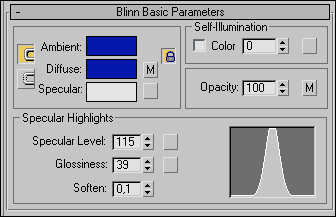 - Blinn Basic Parameters
Self-Illumination
Ambient:
Color 0
Diffuse: M
Specular:
Opacity: 100 M
Specular Highlights
Specular Level: 115
Glossiness: 39
Soften: 0,1